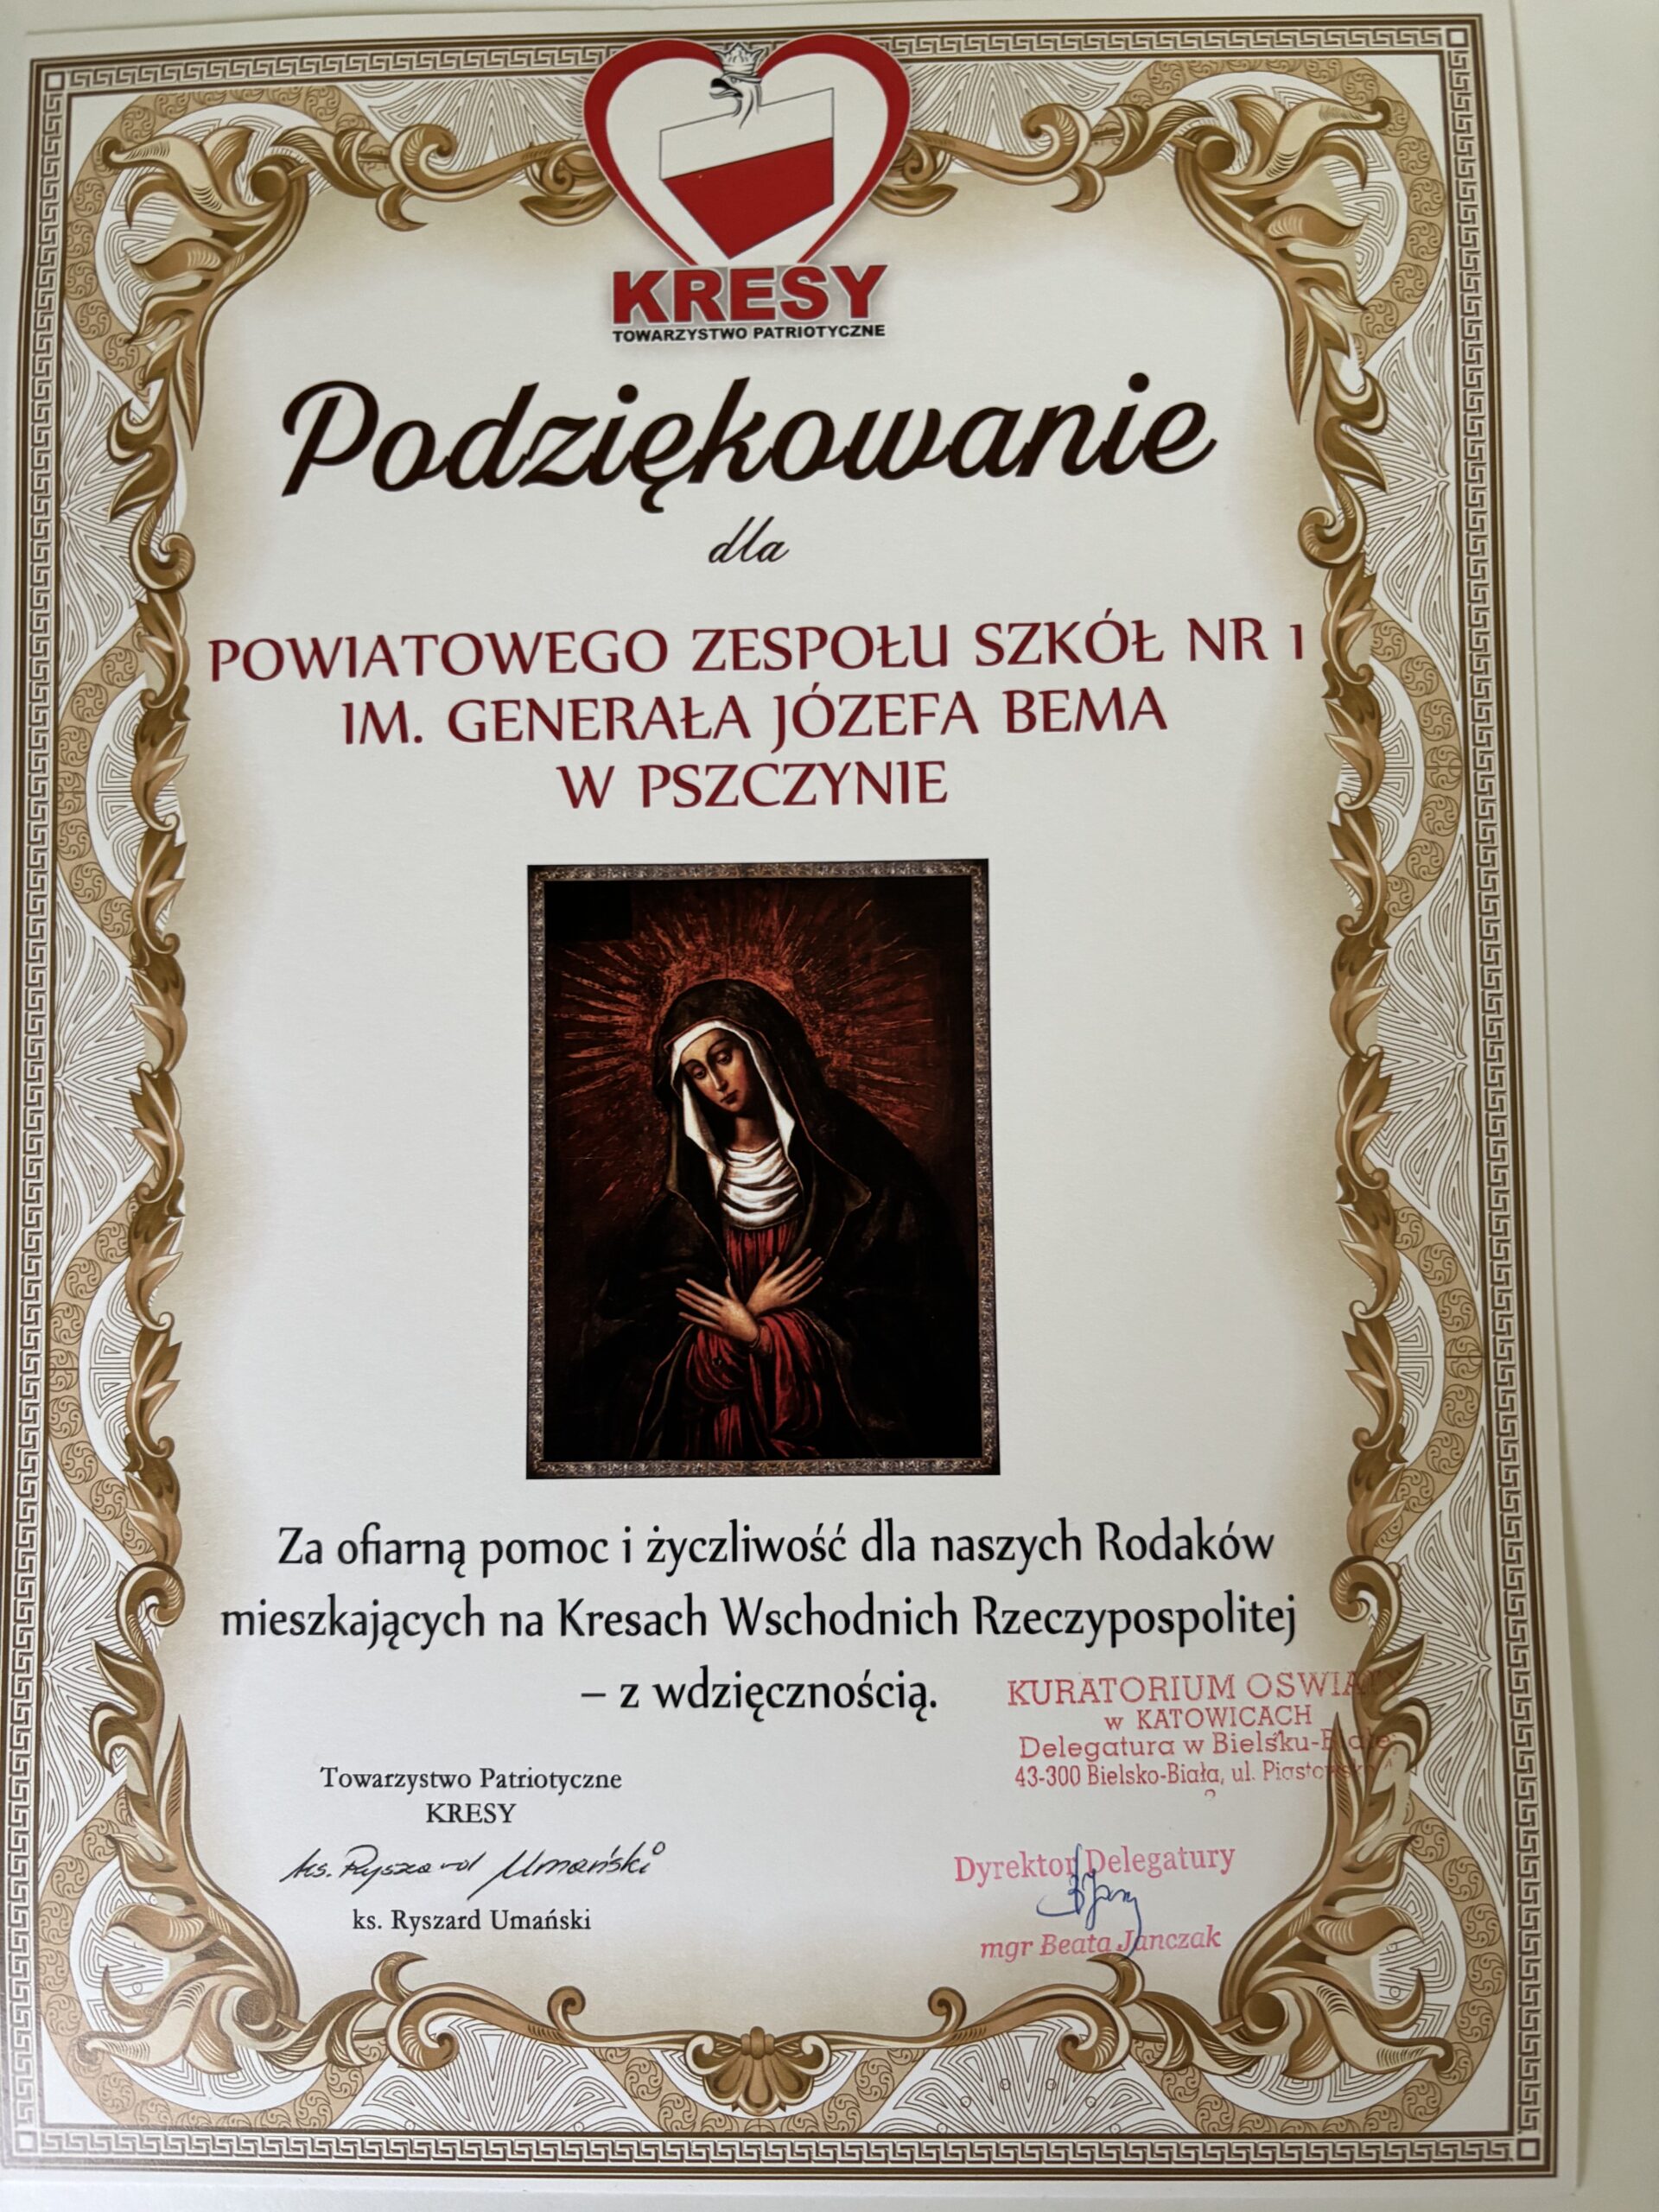 KRESY
TOWARZYSTWO PATRIOTYCZNE
Podziękowanie
dla
POWIATOWEGO ZESPOŁU SZKÓŁ NR 1
IM. GENERAŁA JÓZEFA BEMA
W PSZCZYNIE
Za ofiarną pomoc i życzliwość dla naszych Rodaków
mieszkających na Kresach Wschodnich Rzeczypospolitej
– z wdzięcznością.
KURATORIUM OSWIATY
w KATOWICACH
Delegatura w Bielsku-Białej
43-300 Bielsko-Biała, ul.
Towarzystwo Patriotyczne
KRESY
ks. Ryszard Umański
ks. Ryszard Umański
Dyrektor Delegatury
mgr Beata Janczak